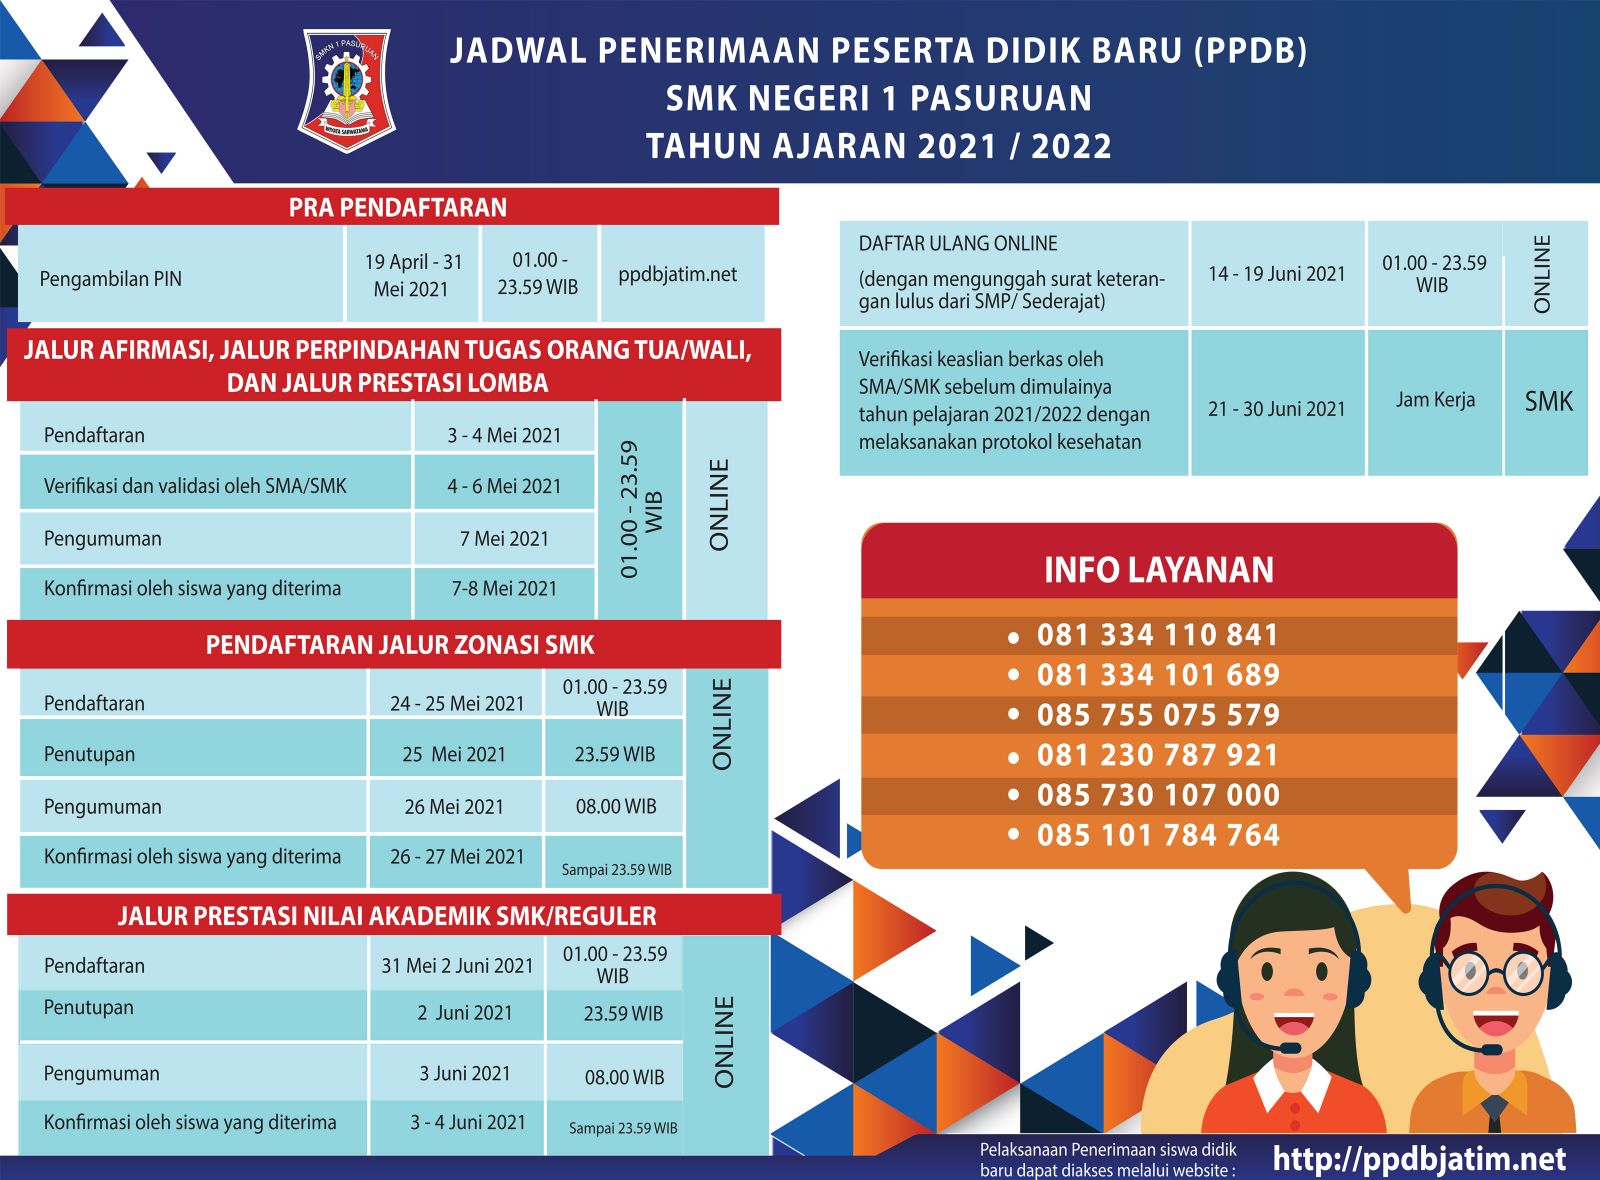 SMKN 1 PASURUAN
WIYATA SARWATAMA
JADWAL PENERIMAAN PESERTA DIDIK BARU (PPDB)
SMK NEGERI 1 PASURUAN
TAHUN AJARAN 2021 / 2022
PRA PENDAFTARAN
Pengambilan PIN
19 April - 31
Mei 2021
01.00 -
23.59 WIB
ppdbjatim.net
JALUR AFIRMASI, JALUR PERPINDAHAN TUGAS ORANG TUA/WALI,
DAN JALUR PRESTASI LOMBA
Pendaftaran
3 - 4 Mei 2021
Verifikasi dan validasi oleh SMA/SMK
4 - 6 Mei 2021
Pengumuman
7 Mei 2021
Konfirmasi oleh siswa yang diterima
7-8 Mei 2021
01.00 - 23.59
WIB
ONLINE
PENDAFTARAN JALUR ZONASI SMK
Pendaftaran
24 - 25 Mei 2021
01.00 - 23.59
WIB
Penutupan
25 Mei 2021
23.59 WIB
Pengumuman
26 Mei 2021
08.00 WIB
Konfirmasi oleh siswa yang diterima
26 - 27 Mei 2021
Sampai 23.59 WIB
ONLINE
JALUR PRESTASI NILAI AKADEMIK SMK/REGULER
Pendaftaran
31 Mei 2 Juni 2021
01.00 - 23.59
WIB
Penutupan
2 Juni 2021
23.59 WIB
Pengumuman
3 Juni 2021
08.00 WIB
Konfirmasi oleh siswa yang diterima
3 - 4 Juni 2021
Sampai 23.59 WIB
ONLINE
DAFTAR ULANG ONLINE
(dengan mengunggah surat keteran-
gan lulus dari SMP/ Sederajat)
14 - 19 Juni 2021
01.00 - 23.59
WIB
ONLINE
Verifikasi keaslian berkas oleh
SMA/SMK sebelum dimulainya
tahun pelajaran 2021/2022 dengan
melaksanakan protokol kesehatan
21 - 30 Juni 2021
Jam Kerja
SMK
INFO LAYANAN
• 081 334 110 841
• 081 334 101 689
• 085 755 075 579
• 081 230 787 921
• 085 730 107 000
• 085 101 784 764
Pelaksanaan Penerimaan siswa didik
baru dapat diakses melalui website :
http://ppdbjatim.net